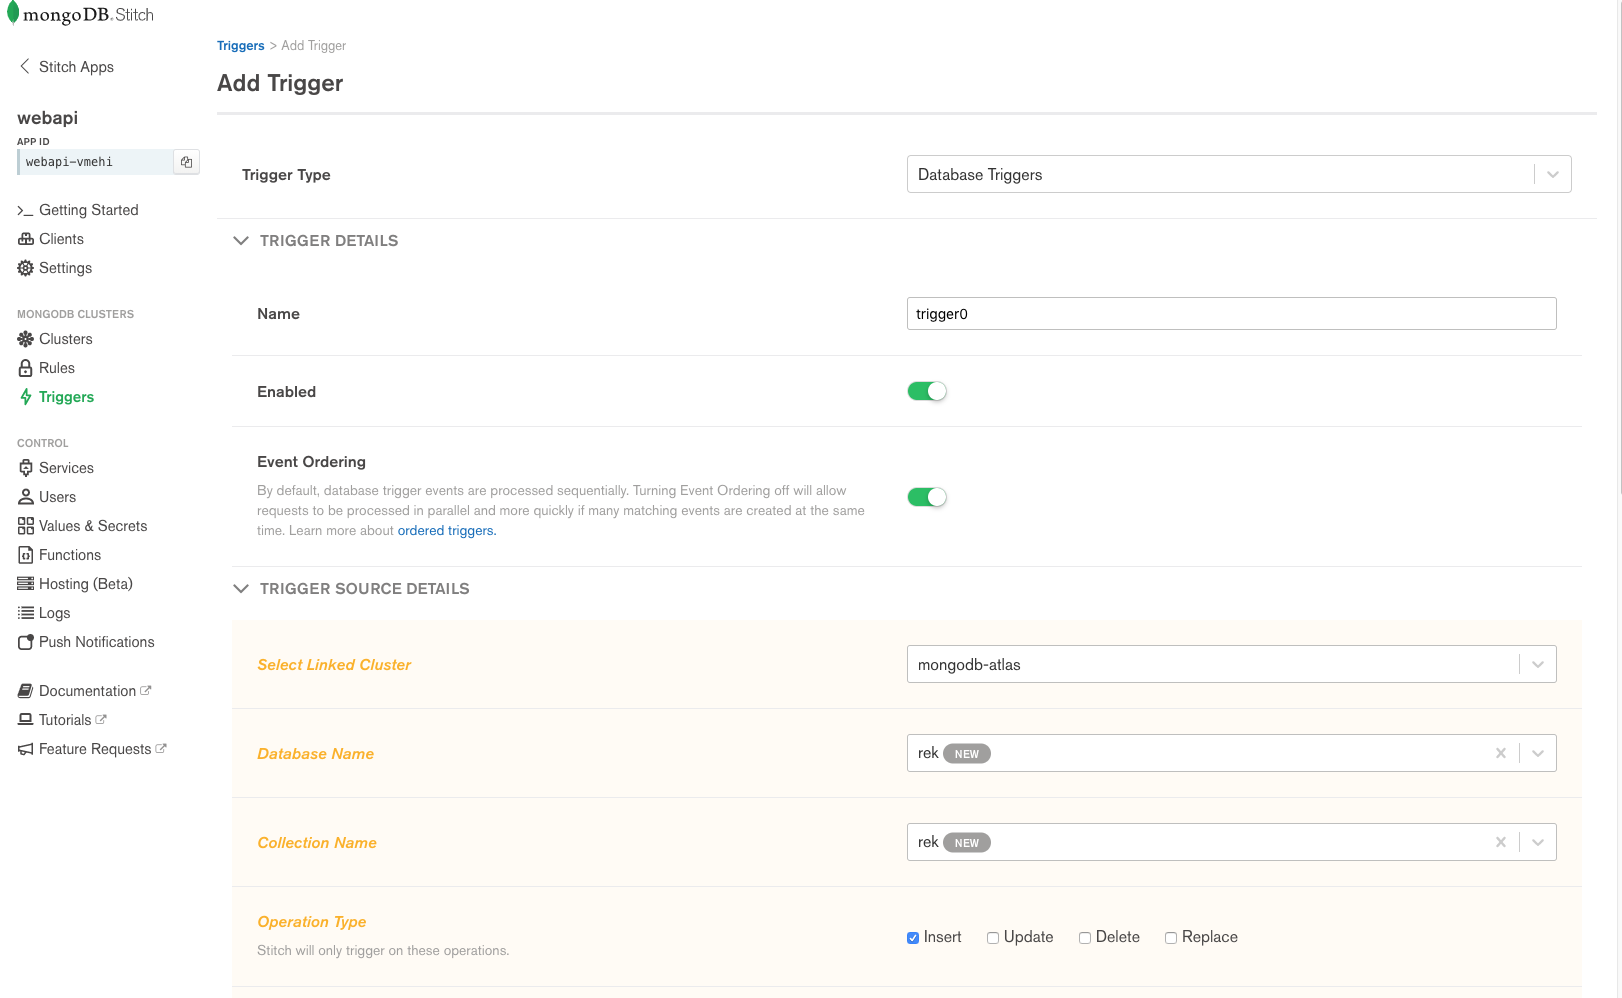 mongoDB. Stitch
Stitch Apps
webapi
APP ID
webapi-vmehi
Getting Started
Clients
Settings
MONGODB CLUSTERS
Clusters
Rules
Triggers
CONTROL
Services
Users
Values & Secrets
Functions
Hosting (Beta)
Logs
Push Notifications
Documentation
Tutorials
Feature Requests
Triggers > Add Trigger
Add Trigger
Trigger Type
Database Triggers
TRIGGER DETAILS
Name
trigger0
Enabled
Event Ordering
By default, database trigger events are processed sequentially. Turning Event Ordering off will allow
requests to be processed in parallel and more quickly if many matching events are created at the same
time. Learn more about ordered triggers.
TRIGGER SOURCE DETAILS
Select Linked Cluster
mongodb-atlas
Database Name
rek NEW
Collection Name
rek NEW
Operation Type
Stitch will only trigger on these operations.
Insert Update Delete Replace